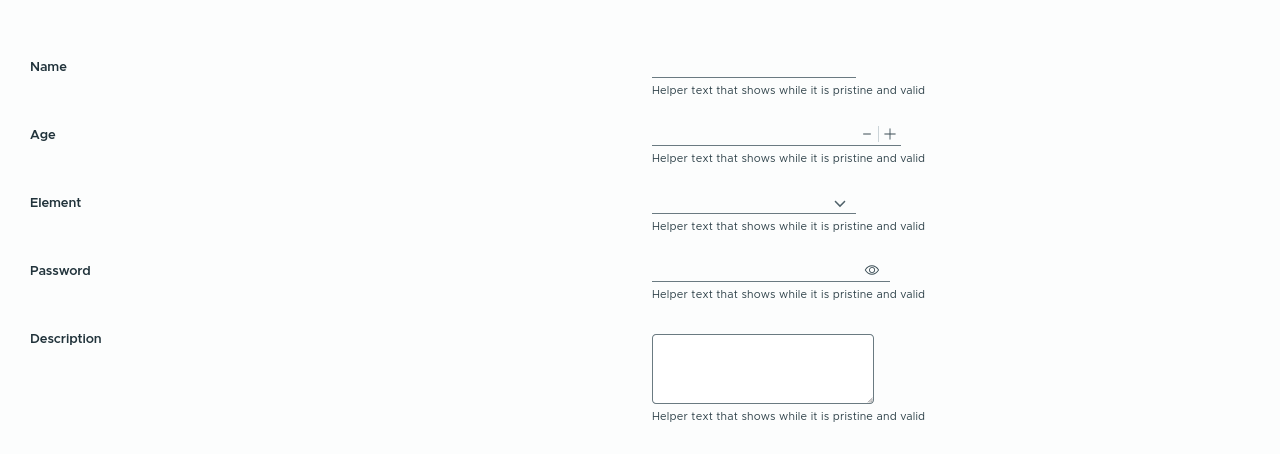 Name
Helper text that shows while it is pristine and valid
Age
Helper text that shows while it is pristine and valid
Element
Helper text that shows while it is pristine and valid
Password
Helper text that shows while it is pristine and valid
Description
Helper text that shows while it is pristine and valid